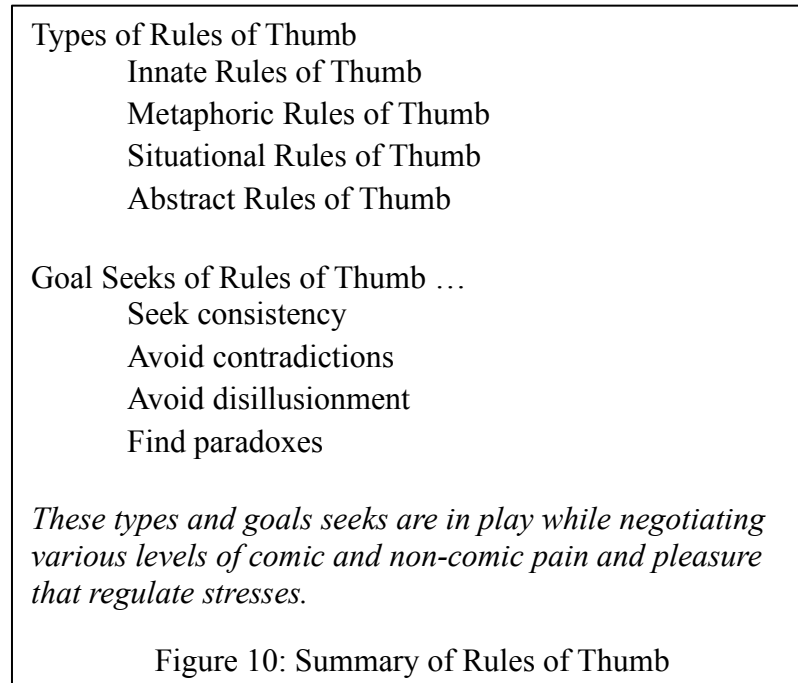 Types of Rules of Thumb
Innate Rules of Thumb
Metaphoric Rules of Thumb
Situational Rules of Thumb
Abstract Rules of Thumb
Goal Seeks of Rules of Thumb …
Seek consistency
Avoid contradictions
Avoid disillusionment
Find paradoxes
These types and goals seeks are in play while negotiating
various levels of comic and non-comic pain and pleasure
that regulate stresses.
Figure 10: Summary of Rules of Thumb